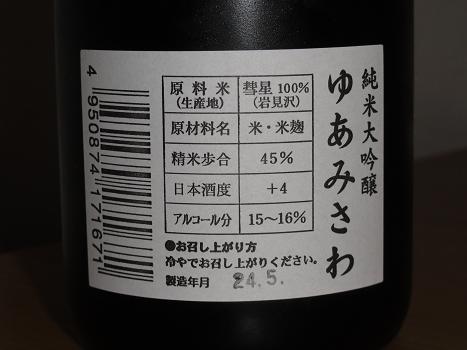 純米大吟醸
ゆあみさわ
原料米 彗星100%
(生産地) (岩見沢)
原材料名 米・米麹
精米歩合 45%
日本酒度 +4
アルコール分 15〜16%
●お召し上がり方
冷やでお召し上がりください。
製造年月 24.5.
4 950874 171671